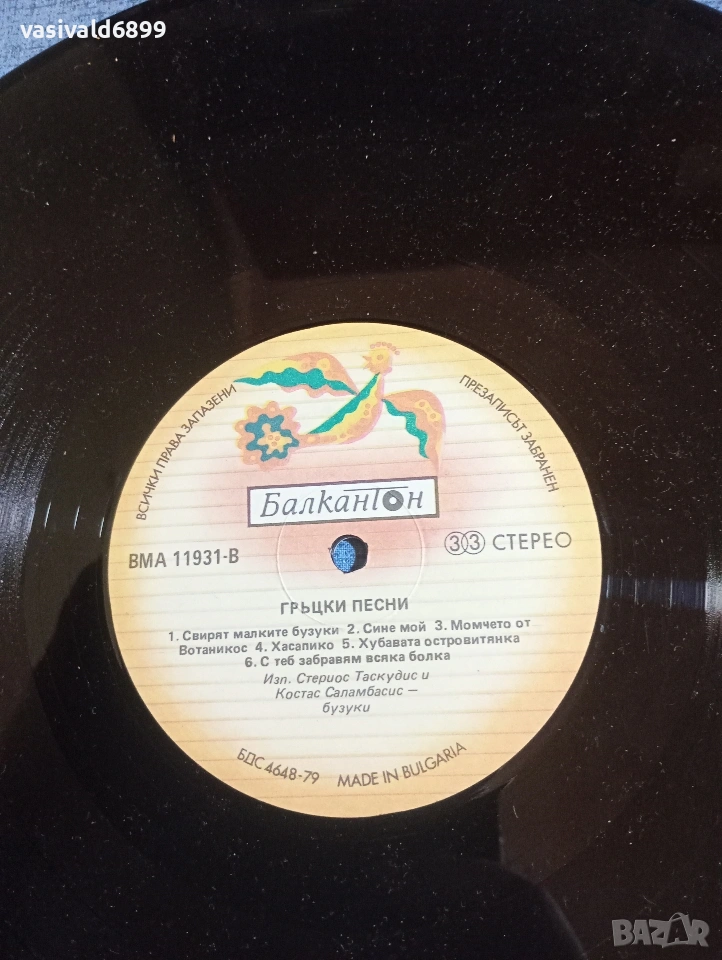 vasivald6899
ВСИЧКИ ПРАВА ЗАПАЗЕНИ
ПРЕЗАПИСЪТ ЗАБРАНЕН
Балкантон
ВМА 11931-В
33 СТЕРЕО
ГРЪЦКИ ПЕСНИ
1. Свирят малките бузуки 2. Сине мой 3. Момчето от
Вотаникос 4. Хасапико 5. Хубавата островитянка
6. С теб забравям всяка болка
Изп. Стериос Таскудис и
Костас Саламбасис —
бузуки
БДС 4648-79 MADE IN BULGARIA
BAZAR